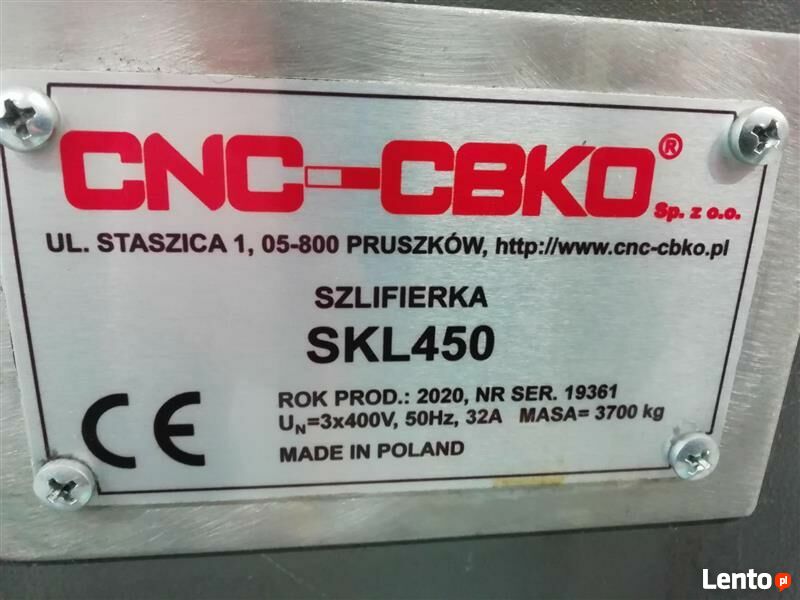 CNC-CBKO®
Sp. z o.o.
UL. STASZICA 1, 05-800 PRUSZKÓW, http://www.cnc-cbko.pl
SZLIFIERKA
SKL450
CE
ROK PROD.: 2020, NR SER. 19361
UN=3x400V, 50Hz, 32A MASA= 3700 kg
MADE IN POLAND
Lento.pl